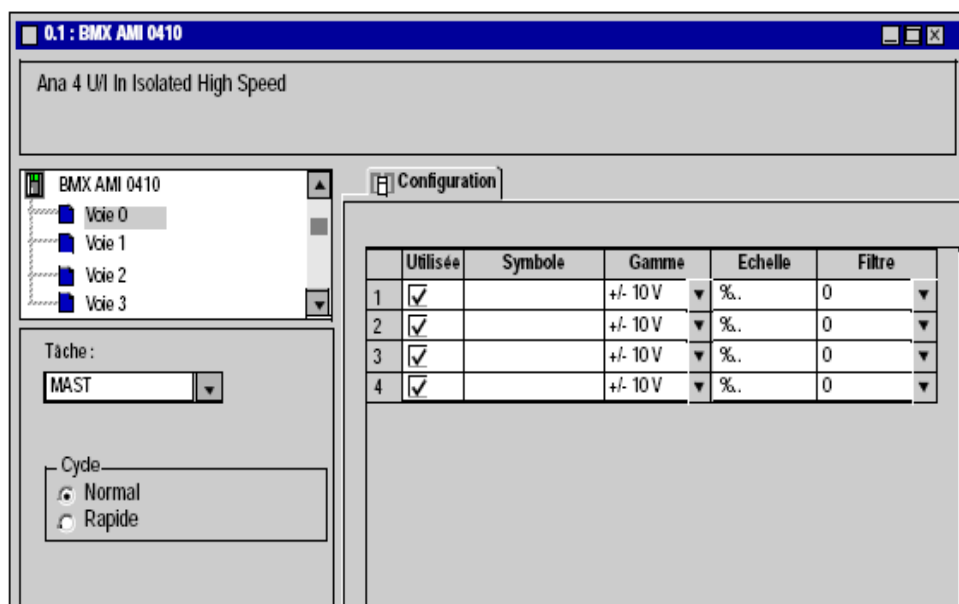 0.1 : BMX AMI 0410
Ana 4 U/I In Isolated High Speed
BMX AMI 0410
Voie 0
Voie 1
Voie 2
Voie 3
Tâche :
MAST
Cycle
Normal
Rapide
Configuration
Utilisée Symbole Gamme Echelle Filtre
1 +/- 10 V %.. 0
2 +/- 10 V %.. 0
3 +/- 10 V %.. 0
4 +/- 10 V %.. 0